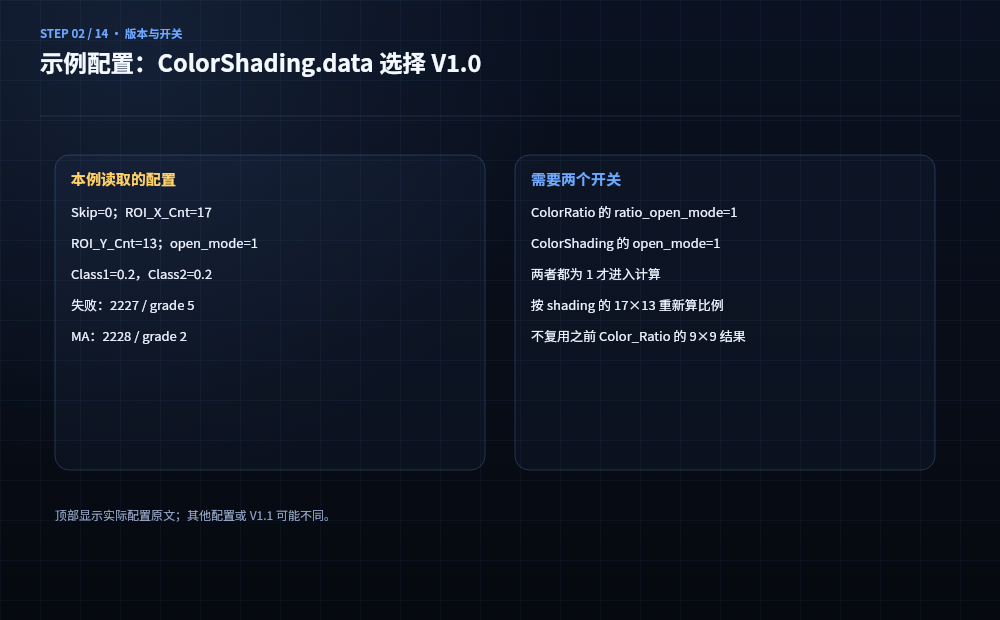 STEP 02 / 14 · 版本与开关
示例配置：ColorShading.data 选择 V1.0
本例读取的配置
Skip=0；ROI_X_Cnt=17
ROI_Y_Cnt=13；open_mode=1
Class1=0.2，Class2=0.2
失败：2227 / grade 5
MA：2228 / grade 2
需要两个开关
ColorRatio 的 ratio_open_mode=1
ColorShading 的 open_mode=1
两者都为 1 才进入计算
按 shading 的 17×13 重新算比例
不复用之前 Color_Ratio 的 9×9 结果
顶部显示实际配置原文；其他配置或 V1.1 可能不同。